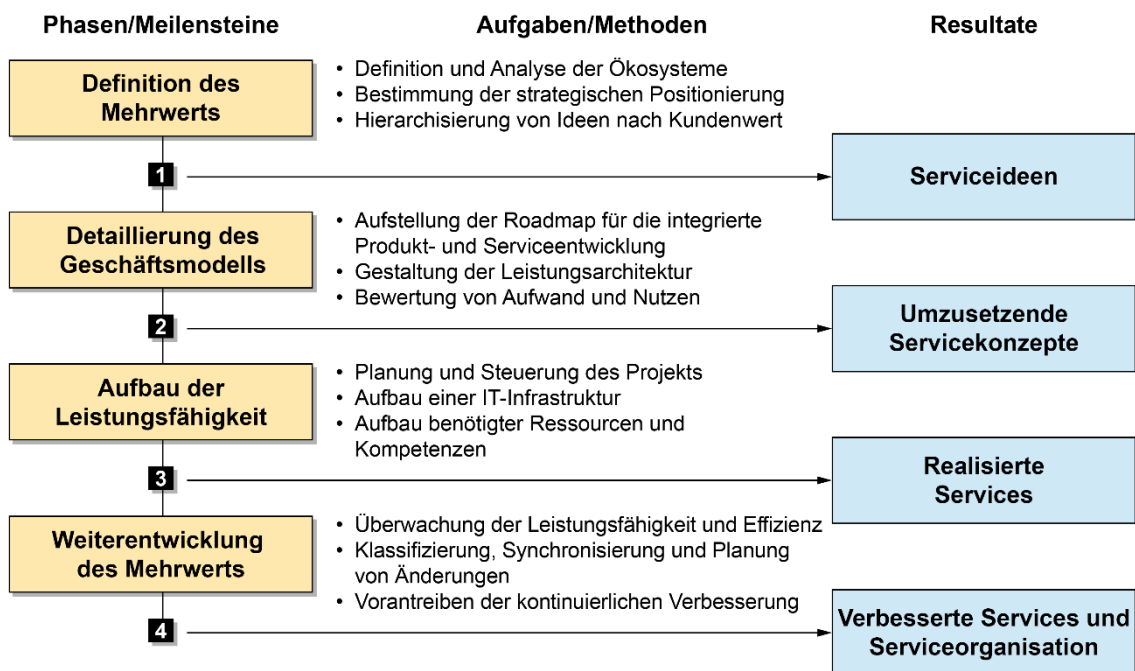 Phasen/Meilensteine
Aufgaben/Methoden
Resultate
Definition des
Mehrwerts
• Definition und Analyse der Ökosysteme
• Bestimmung der strategischen Positionierung
• Hierarchisierung von Ideen nach Kundenwert
1
Serviceideen
Detaillierung des
Geschäftsmodells
• Aufstellung der Roadmap für die integrierte
Produkt- und Serviceentwicklung
• Gestaltung der Leistungsarchitektur
• Bewertung von Aufwand und Nutzen
2
Umzusetzende
Servicekonzepte
Aufbau der
Leistungsfähigkeit
• Planung und Steuerung des Projekts
• Aufbau einer IT-Infrastruktur
• Aufbau benötigter Ressourcen und
Kompetenzen
3
Realisierte
Services
Weiterentwicklung
des Mehrwerts
• Überwachung der Leistungsfähigkeit und Effizienz
• Klassifizierung, Synchronisierung und Planung
von Änderungen
• Vorantreiben der kontinuierlichen Verbesserung
4
Verbesserte Services und
Serviceorganisation